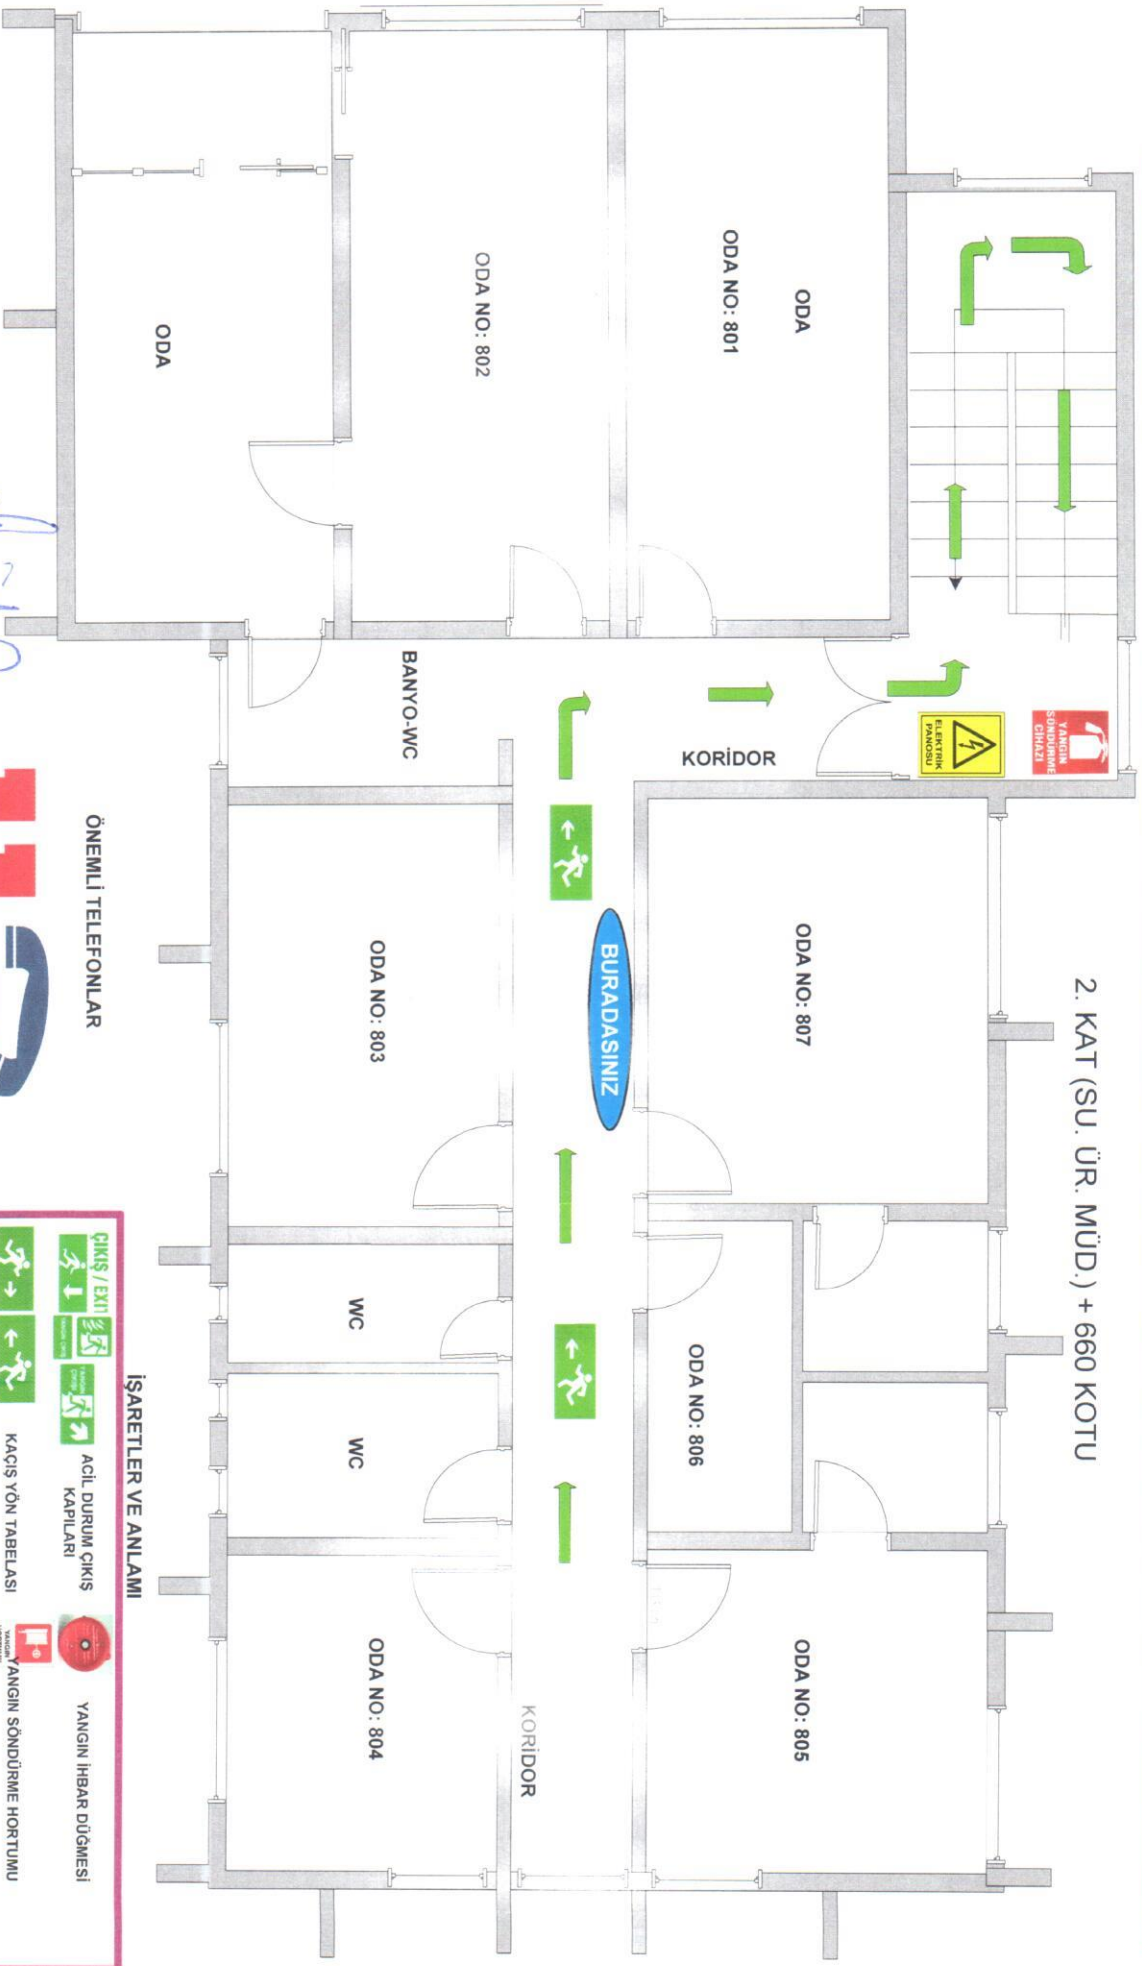 2. KAT (SU. ÜR. MÜD.) + 660 KOTU
YANGIN
SÖNDÜRME
CİHAZI
ELEKTRİK
PANOSU
ODA
ODA NO: 801
KORİDOR
ODA NO: 807
ODA NO: 806
ODA NO: 805
BURADASINIZ
ODA NO: 802
BANYO-WC
ODA NO: 803
WC
WC
ODA NO: 804
KORİDOR
ODA
ÖNEMLİ TELEFONLAR
İŞARETLER VE ANLAMI
ÇIKIŞ / EXIT
ACİL DURUM ÇIKIŞ
KAPILARI
YANGIN İHBAR DÜĞMESİ
KAÇIŞ YÖN TABELASI
YANGIN SÖNDÜRME HORTUMU